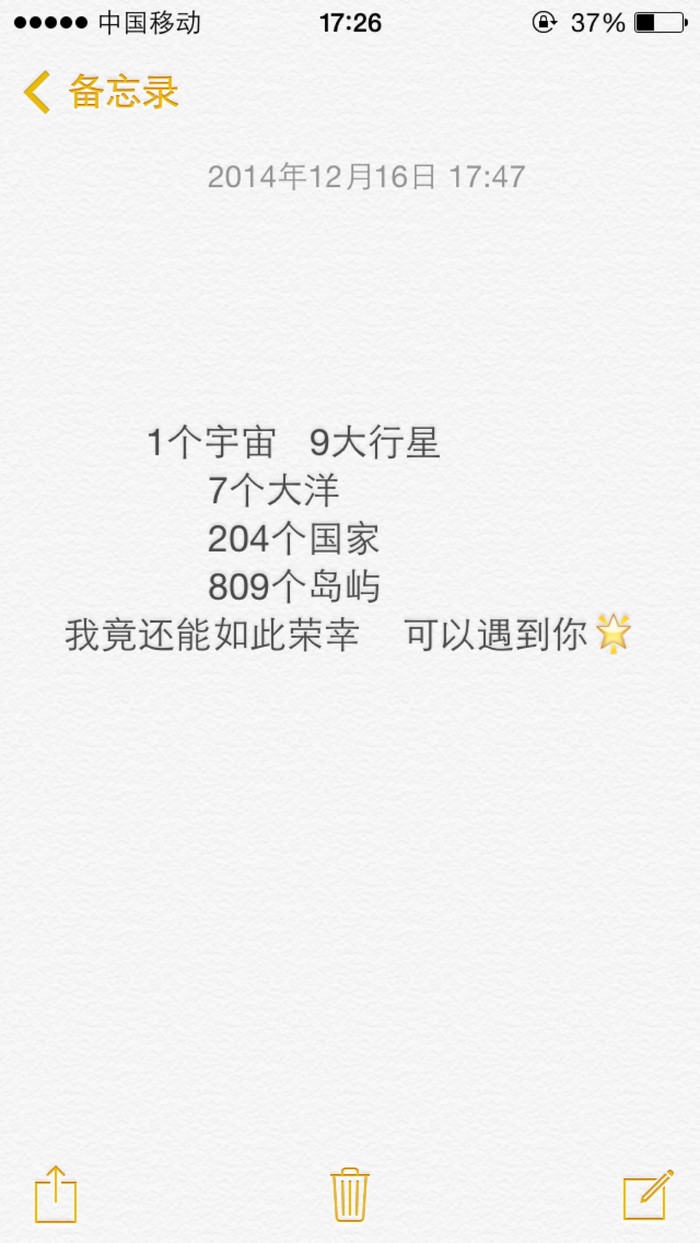 中国移动 17:26 37%
备忘录
2014年12月16日 17:47
1个宇宙 9大行星
7个大洋
204个国家
809个岛屿
我竟还能如此荣幸 可以遇到你🌟